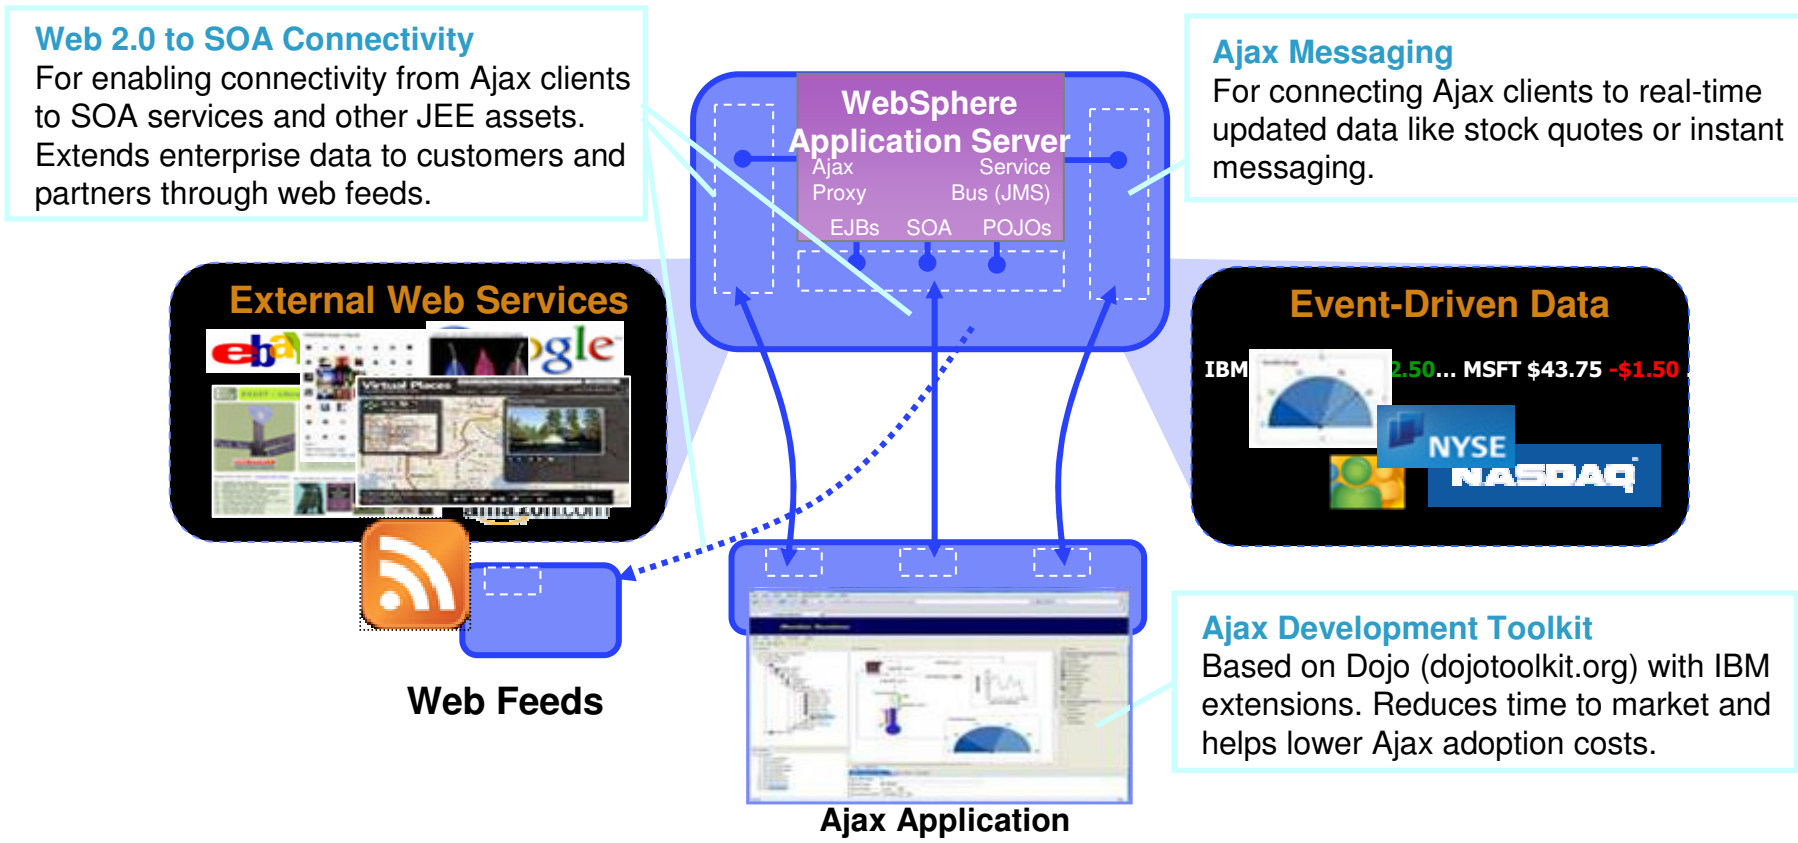 Web 2.0 to SOA Connectivity
For enabling connectivity from Ajax clients
to SOA services and other JEE assets.
Extends enterprise data to customers and
partners through web feeds.
WebSphere
Application Server
Ajax
Proxy
Service
Bus (JMS)
EJBs SOA POJOs
Ajax Messaging
For connecting Ajax clients to real-time
updated data like stock quotes or instant
messaging.
External Web Services
Virtual Places
amazon.com
Event-Driven Data
IBM 2.50... MSFT $43.75 -$1.50
NYSE
NASDAQ
Web Feeds
Ajax Application
Ajax Development Toolkit
Based on Dojo (dojotoolkit.org) with IBM
extensions. Reduces time to market and
helps lower Ajax adoption costs.